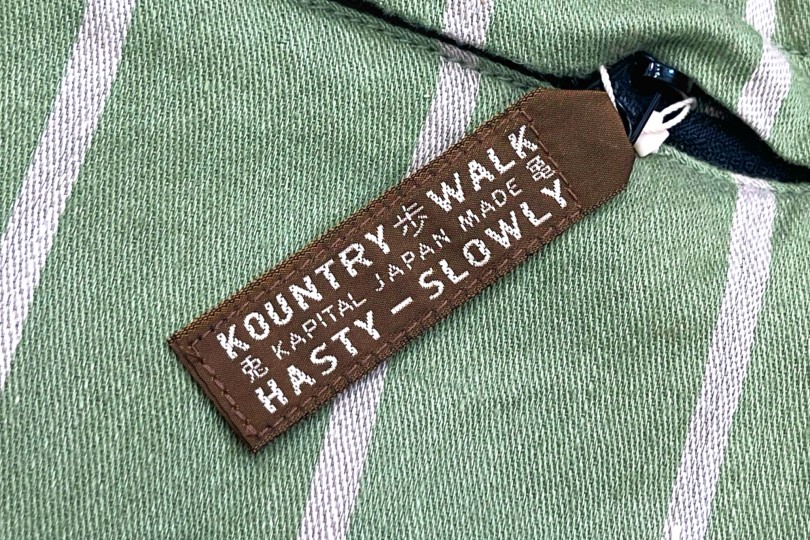 KOUNTRY 歩 WALK
兎 KAPITAL JAPAN MADE 亀
HASTY – SLOWLY